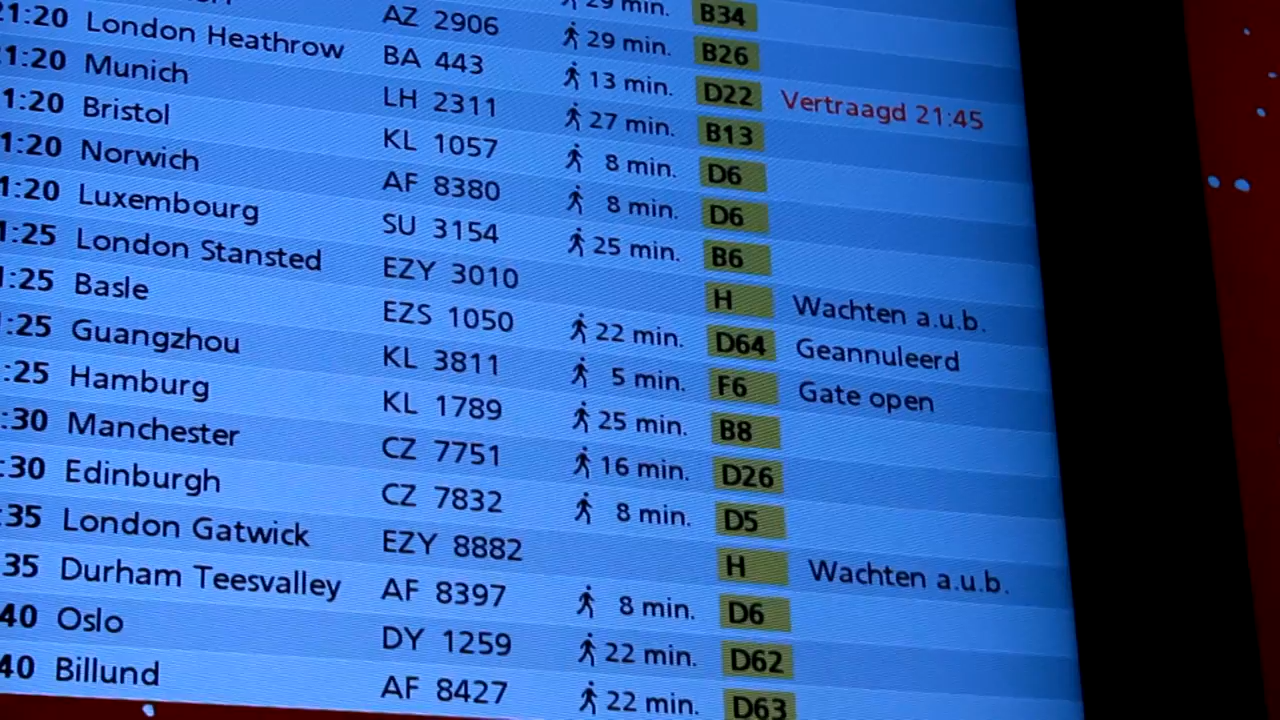 29 min. B34
AZ 2906 29 min. B26
21:20 London Heathrow BA 443 13 min. D22 Vertraagd 21:45
1:20 Munich LH 2311 27 min. B13
1:20 Bristol KL 1057 8 min. D6
1:20 Norwich AF 8380 8 min. D6
1:20 Luxembourg SU 3154 25 min. B6
1:25 London Stansted EZY 3010 H Wachten a.u.b.
:25 Basle EZS 1050 22 min. D64 Geannuleerd
:25 Guangzhou KL 3811 5 min. F6 Gate open
:25 Hamburg KL 1789 25 min. B8
:30 Manchester CZ 7751 16 min. D26
:30 Edinburgh CZ 7832 8 min. D5
:35 London Gatwick EZY 8882 H Wachten a.u.b.
35 Durham Teesvalley AF 8397 8 min. D6
40 Oslo DY 1259 22 min. D62
40 Billund AF 8427 22 min. D63